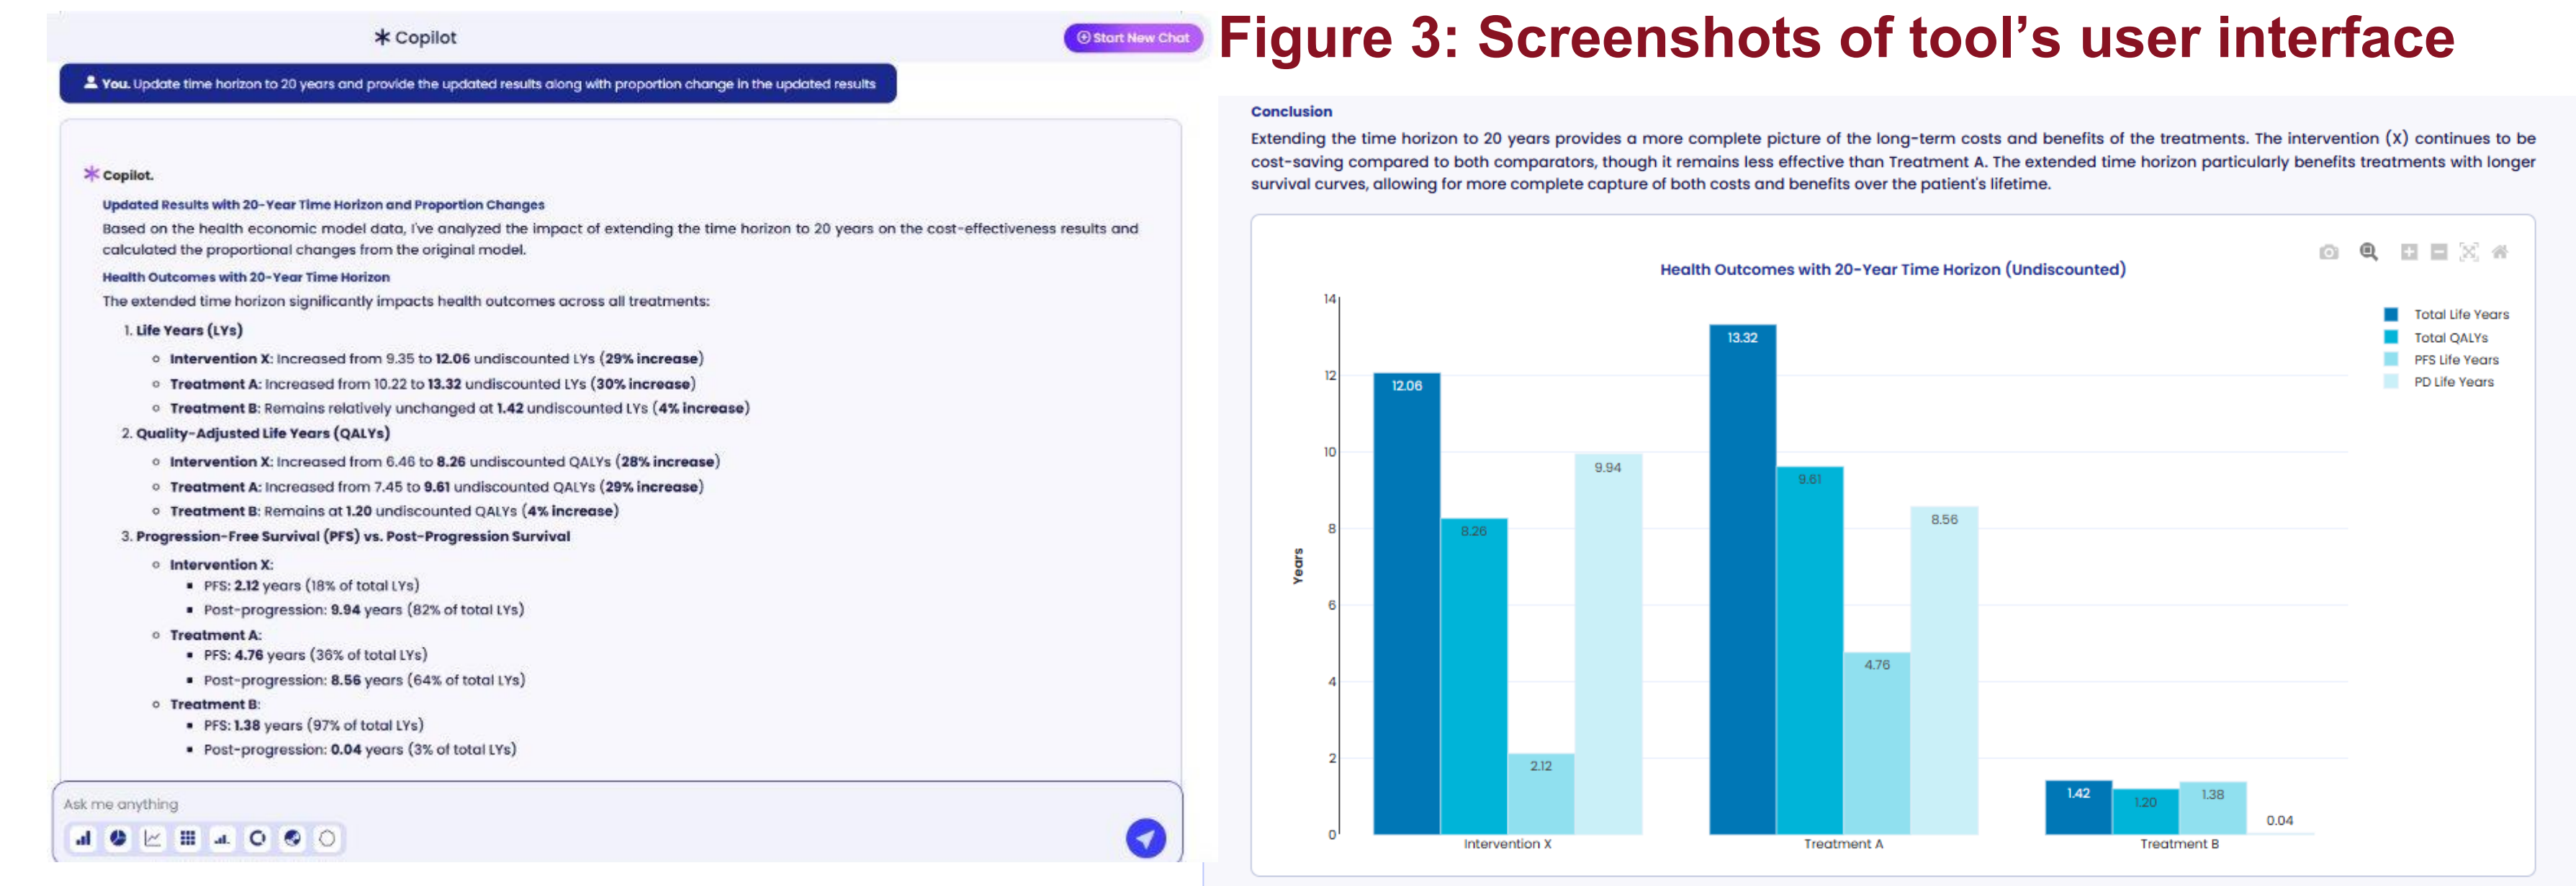 Copilot
Start New Chat
You. Update time horizon to 20 years and provide the updated results along with proportion change in the updated results
Copilot.
Updated Results with 20-Year Time Horizon and Proportion Changes
Based on the health economic model data, I've analyzed the impact of extending the time horizon to 20 years on the cost-effectiveness results and
calculated the proportional changes from the original model.
Health Outcomes with 20-Year Time Horizon
The extended time horizon significantly impacts health outcomes across all treatments:
1. Life Years (LYs)
Intervention X: Increased from 9.35 to 12.06 undiscounted LYs (29% increase)
Treatment A: Increased from 10.22 to 13.32 undiscounted LYs (30% increase)
Treatment B: Remains relatively unchanged at 1.42 undiscounted LYs (4% increase)
2. Quality-Adjusted Life Years (QALYs)
Intervention X: Increased from 6.46 to 8.26 undiscounted QALYs (28% increase)
Treatment A: Increased from 7.45 to 9.61 undiscounted QALYs (29% increase)
Treatment B: Remains at 1.20 undiscounted QALYs (4% increase)
3. Progression-Free Survival (PFS) vs. Post-Progression Survival
Intervention X:
PFS: 2.12 years (18% of total LYs)
Post-progression: 9.94 years (82% of total LYs)
Treatment A:
PFS: 4.76 years (36% of total LYs)
Post-progression: 8.56 years (64% of total LYs)
Treatment B:
PFS: 1.38 years (97% of total LYs)
Post-progression: 0.04 years (3% of total LYs)
Ask me anything
Figure 3: Screenshots of tool's user interface
Conclusion
Extending the time horizon to 20 years provides a more complete picture of the long-term costs and benefits of the treatments. The intervention (X) continues to be
cost-saving compared to both comparators, though it remains less effective than Treatment A. The extended time horizon particularly benefits treatments with longer
survival curves, allowing for more complete capture of both costs and benefits over the patient's lifetime.
Health Outcomes with 20-Year Time Horizon (Undiscounted)
Total Life Years
Total QALYs
PFS Life Years
PD Life Years
Years
14
12
10
8
6
4
2
0
12.06
8.26
2.12
9.94
13.32
9.61
4.76
8.56
1.42
1.20
1.38
0.04
Intervention X
Treatment A
Treatment B